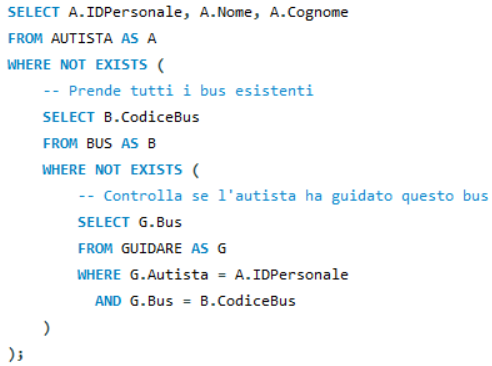 SELECT A.IDPersonale, A.Nome, A.Cognome
FROM AUTISTA AS A
WHERE NOT EXISTS (
    -- Prende tutti i bus esistenti
    SELECT B.CodiceBus
    FROM BUS AS B
    WHERE NOT EXISTS (
        -- Controlla se l'autista ha guidato questo bus
        SELECT G.Bus
        FROM GUIDARE AS G
        WHERE G.Autista = A.IDPersonale
          AND G.Bus = B.CodiceBus
    )
);